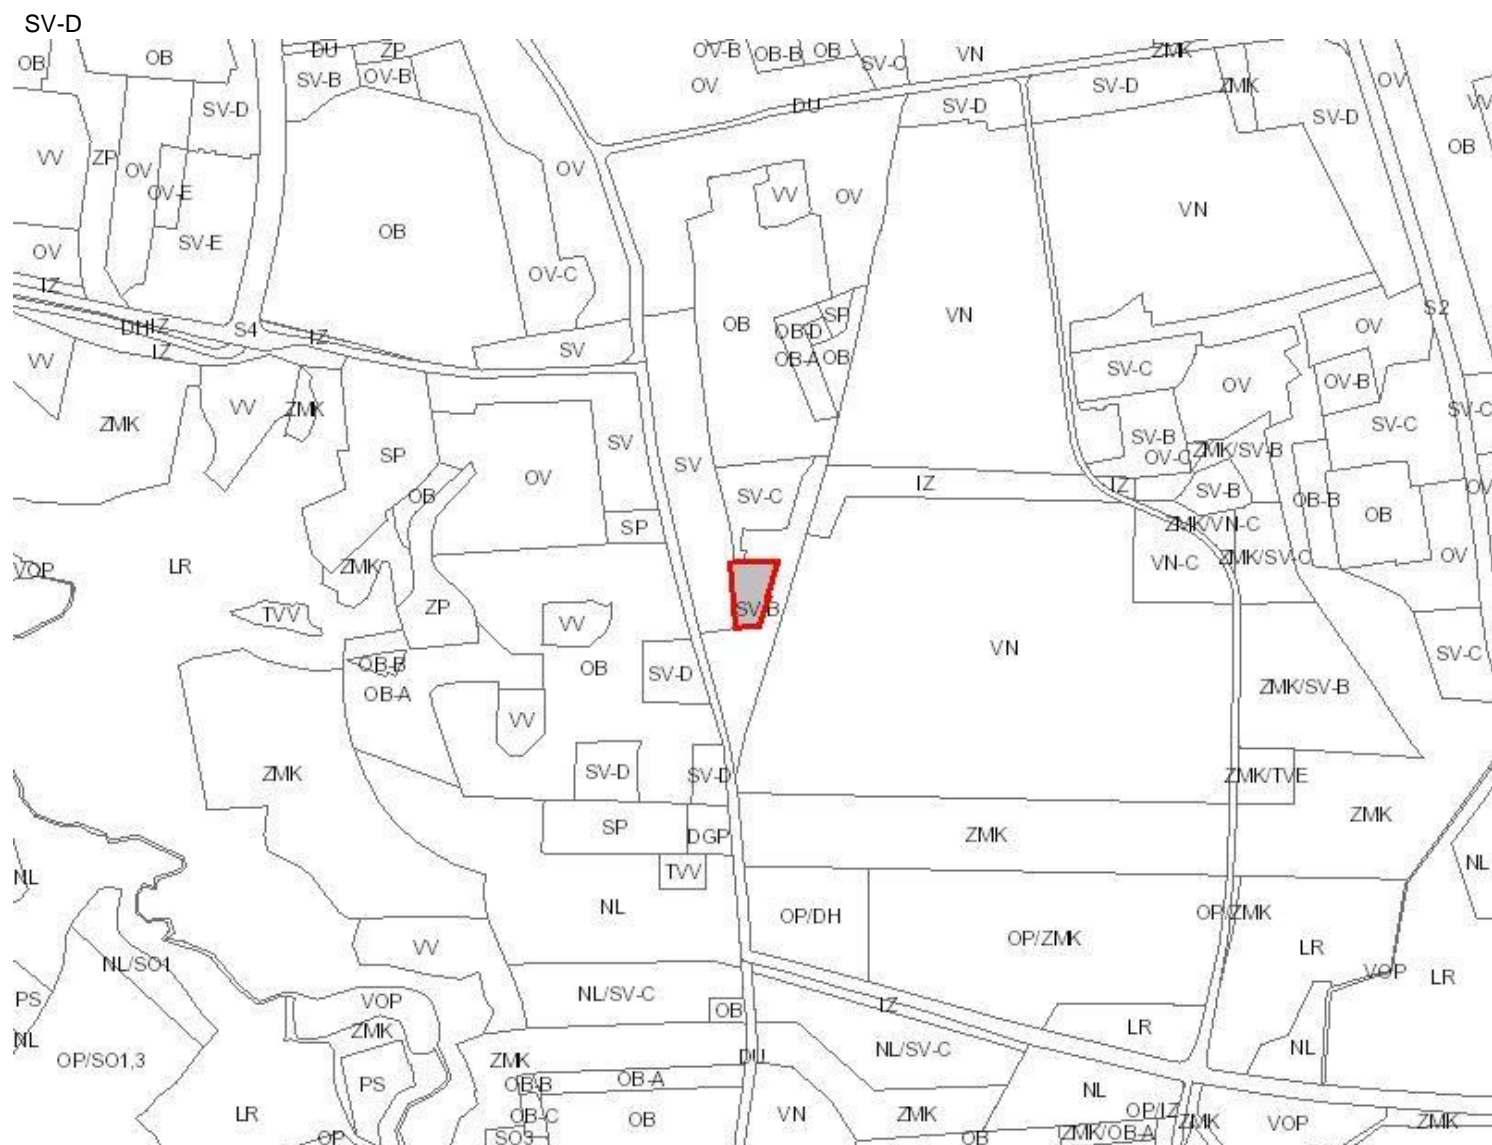 SV-D
OB
OB
DU
ZP
OV-B
OB-B
OB
SV-C
VN
ZMK
SV-B
OV-B
OV
SV-D
ZMK
OV
VV
SV-D
DU
SV-D
SV-D
OB
VV
ZP
OV
OV
OV-E
VV
OV
VN
SV-E
OB
OV
OV-C
IZ
DHIZ
S4
IZ
OB
OB-D
SP
VN
S2
OV
IZ
SV
OB-A
OB
VV
SV-C
OV
OV-B
ZMK
VV
ZMK
SV
SV-B
SV-C
SV-C
SP
OV
SV
OV-C
ZMK/SV-B
OB
SV-C
IZ
IZ
SV-B
OB-B
OV
SP
ZMK/VN-C
OB
VOP
LR
ZMK
VN-C
ZMK/SV-C
OV
TVV
ZP
VV
SV-B
OB-B
OB
SV-D
VN
SV-C
OB-A
ZMK/SV-B
VV
ZMK
SV-D
SV-D
ZMK/TVE
SP
DGP
ZMK
ZMK
NL
TVV
NL
NL
OP/DH
OP/ZMK
OP/ZMK
VV
LR
NL/SO1
VOP
LR
PS
VOP
NL/SV-C
OB
IZ
NL
ZMK
LR
OP/SO1,3
ZMK
DU
NL/SV-C
NL
PS
OB-B
OB-A
NL
LR
OB-C
OB
VN
ZMK
OP/IZ
ZMK
VOP
ZMK
OP
SO3
OB
ZMK/OB-A